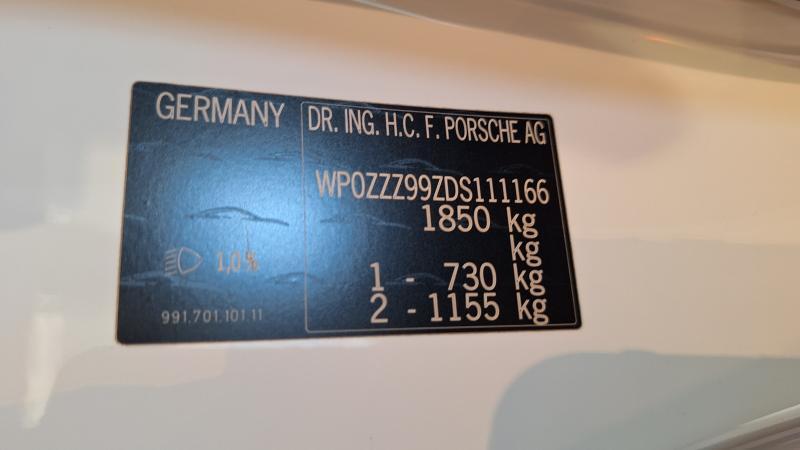 GERMANY
DR. ING. H.C. F. PORSCHE AG
WP0ZZZ99ZDS111166
1850 kg
kg
1 - 730 kg
2 - 1155 kg
1,0 %
991.701.101.11